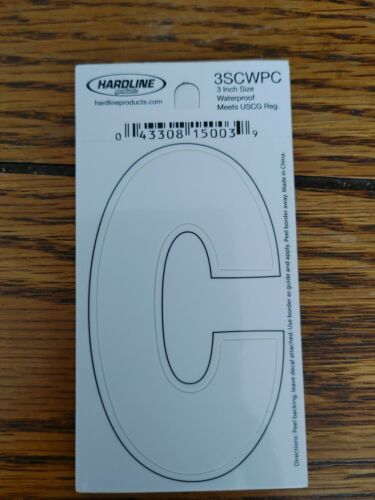 HARDLINE
products
hardlineproducts.com
3SCWPC
3 Inch Size
Waterproof
Meets USCG Reg.
0 43308 15003 9
C
Directions: Peel backing, leave decal attached. Use border as guide and apply. Peel border away. Made in China.